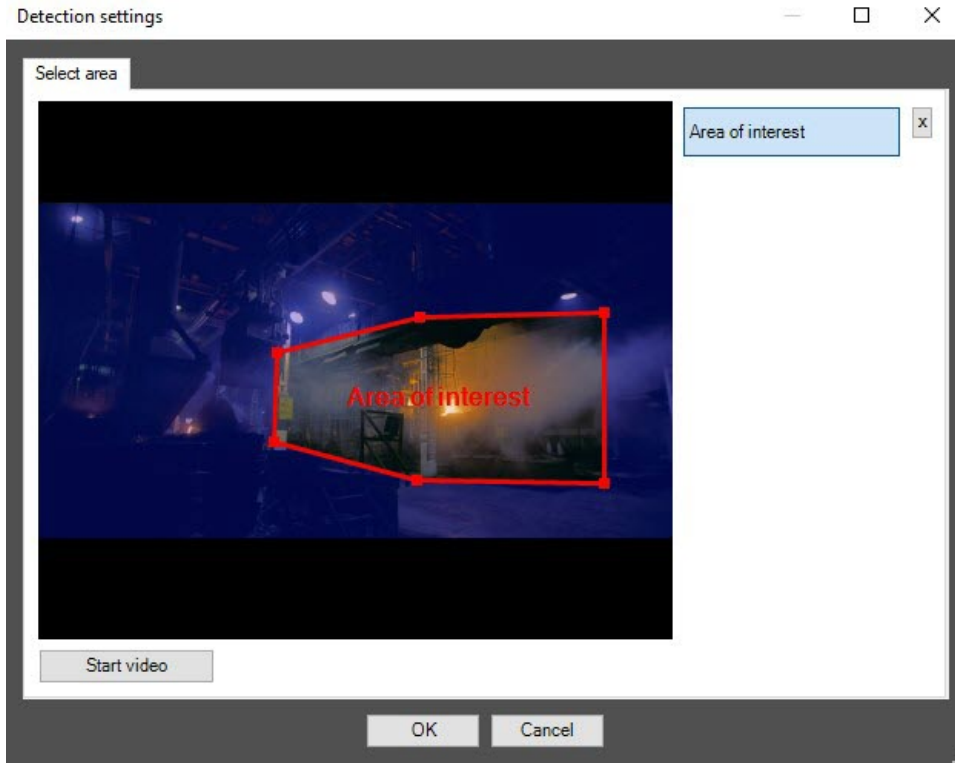 Detection settings
Select area
Area of interest
x
Area of interest
Start video
OK
Cancel